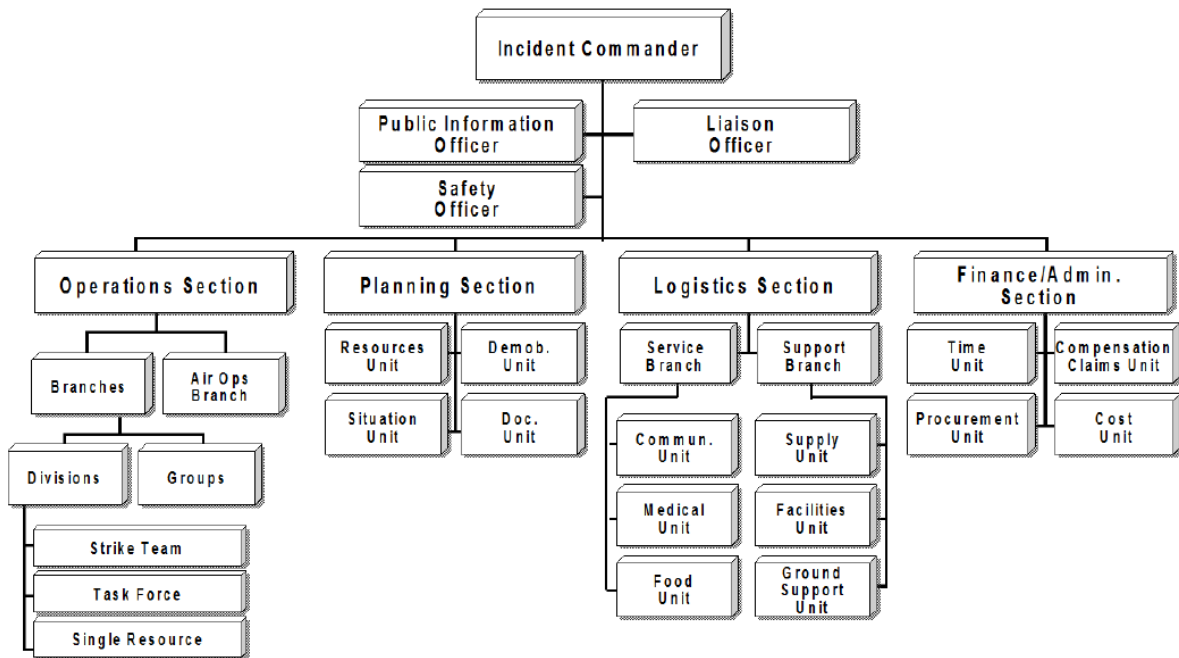 Incident Commander
Public Information
Officer
Liaison
Officer
Safety
Officer
Operations Section
Planning Section
Logistics Section
Finance/Admin.
Section
Branches
Air Ops
Branch
Divisions
Groups
Strike Team
Task Force
Single Resource
Resources
Unit
Demob.
Unit
Situation
Unit
Doc.
Unit
Service
Branch
Support
Branch
Commun.
Unit
Supply
Unit
Medical
Unit
Facilities
Unit
Food
Unit
Ground
Support
Unit
Time
Unit
Compensation
Claims Unit
Procurement
Unit
Cost
Unit